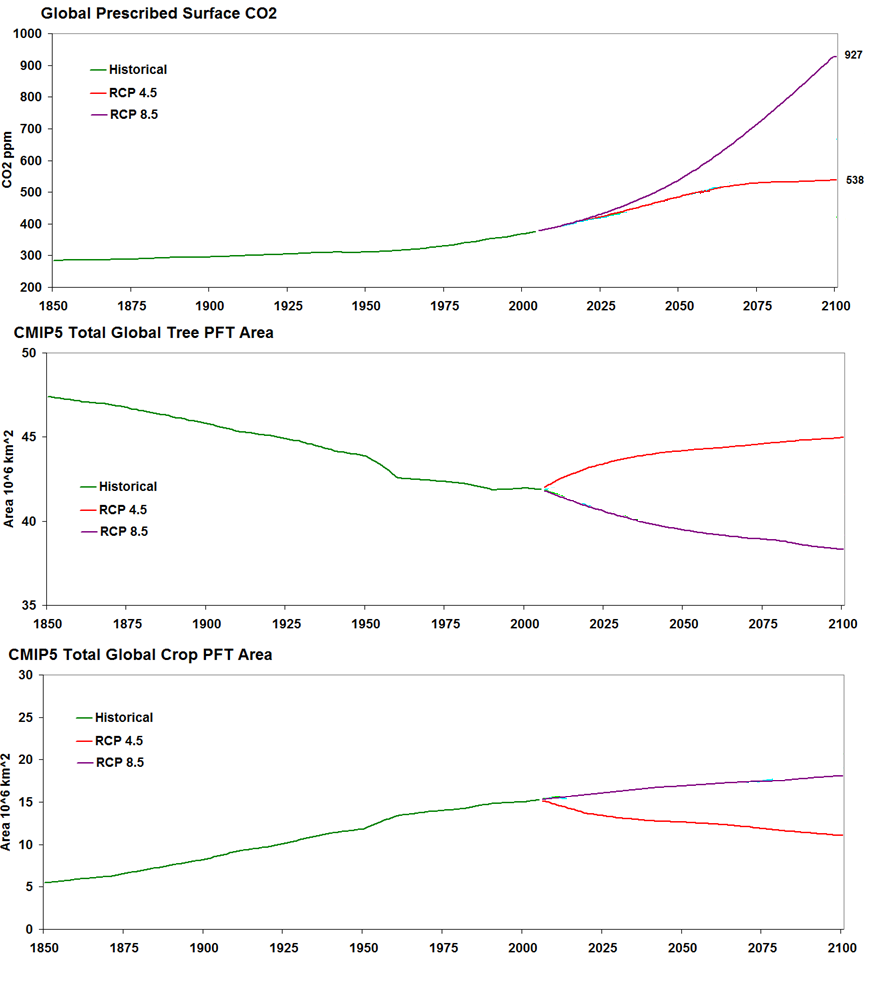 Global Prescribed Surface CO2
1000
900
800
700
600
500
400
300
200
CO2 ppm
Historical
RCP 4.5
RCP 8.5
927
538
1850 1875 1900 1925 1950 1975 2000 2025 2050 2075 2100
CMIP5 Total Global Tree PFT Area
50
45
40
35
Area 10^6 km^2
Historical
RCP 4.5
RCP 8.5
1850 1875 1900 1925 1950 1975 2000 2025 2050 2075 2100
CMIP5 Total Global Crop PFT Area
30
25
20
15
10
5
0
Area 10^6 km^2
Historical
RCP 4.5
RCP 8.5
1850 1875 1900 1925 1950 1975 2000 2025 2050 2075 2100